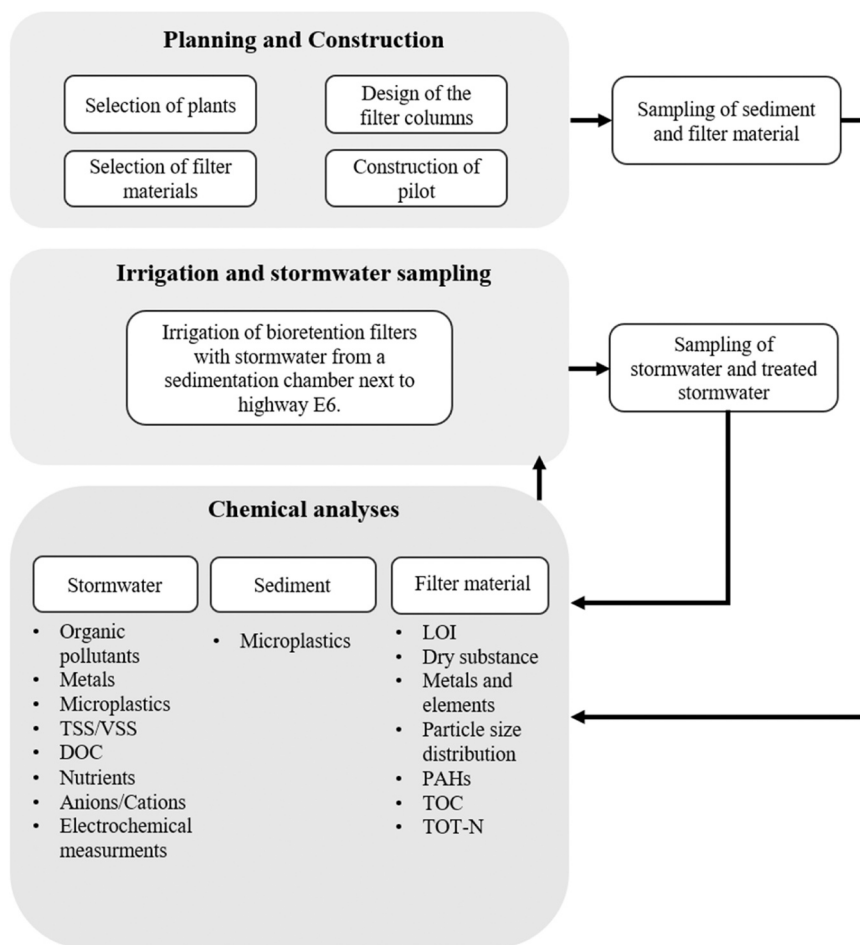 Planning and Construction
Selection of plants
Design of the
filter columns
Selection of filter
materials
Construction of
pilot
Sampling of sediment
and filter material
Irrigation and stormwater sampling
Irrigation of bioretention filters
with stormwater from a
sedimentation chamber next to
highway E6.
Sampling of
stormwater and treated
stormwater
Chemical analyses
Stormwater
• Organic
pollutants
• Metals
• Microplastics
• TSS/VSS
• DOC
• Nutrients
• Anions/Cations
• Electrochemical
measurments
Sediment
• Microplastics
Filter material
• LOI
• Dry substance
• Metals and
elements
• Particle size
distribution
• PAHs
• TOC
• TOT-N